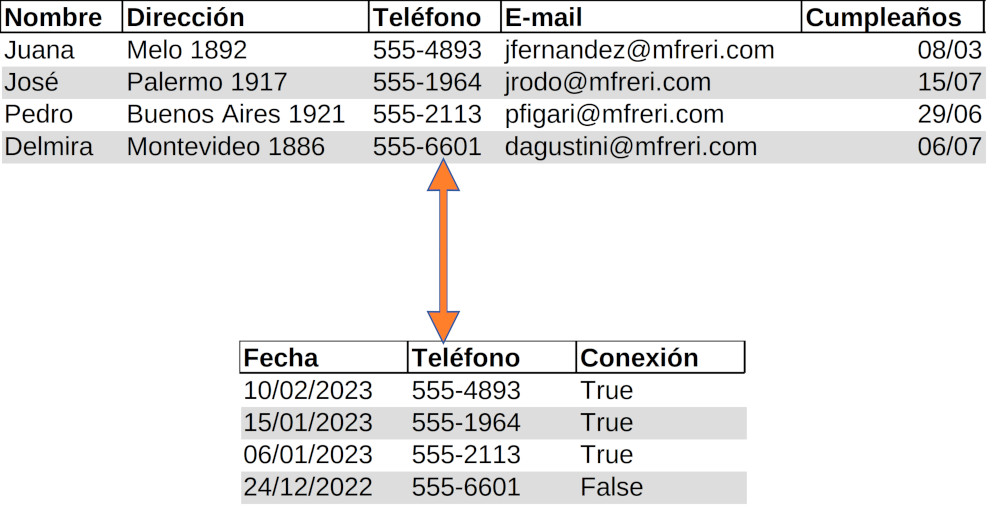 Nombre Dirección Teléfono E-mail Cumpleaños
Juana Melo 1892 555-4893 jfernandez@mfreri.com 08/03
José Palermo 1917 555-1964 jrodo@mfreri.com 15/07
Pedro Buenos Aires 1921 555-2113 pfigari@mfreri.com 29/06
Delmira Montevideo 1886 555-6601 dagustini@mfreri.com 06/07
Fecha Teléfono Conexión
10/02/2023 555-4893 True
15/01/2023 555-1964 True
06/01/2023 555-2113 True
24/12/2022 555-6601 False